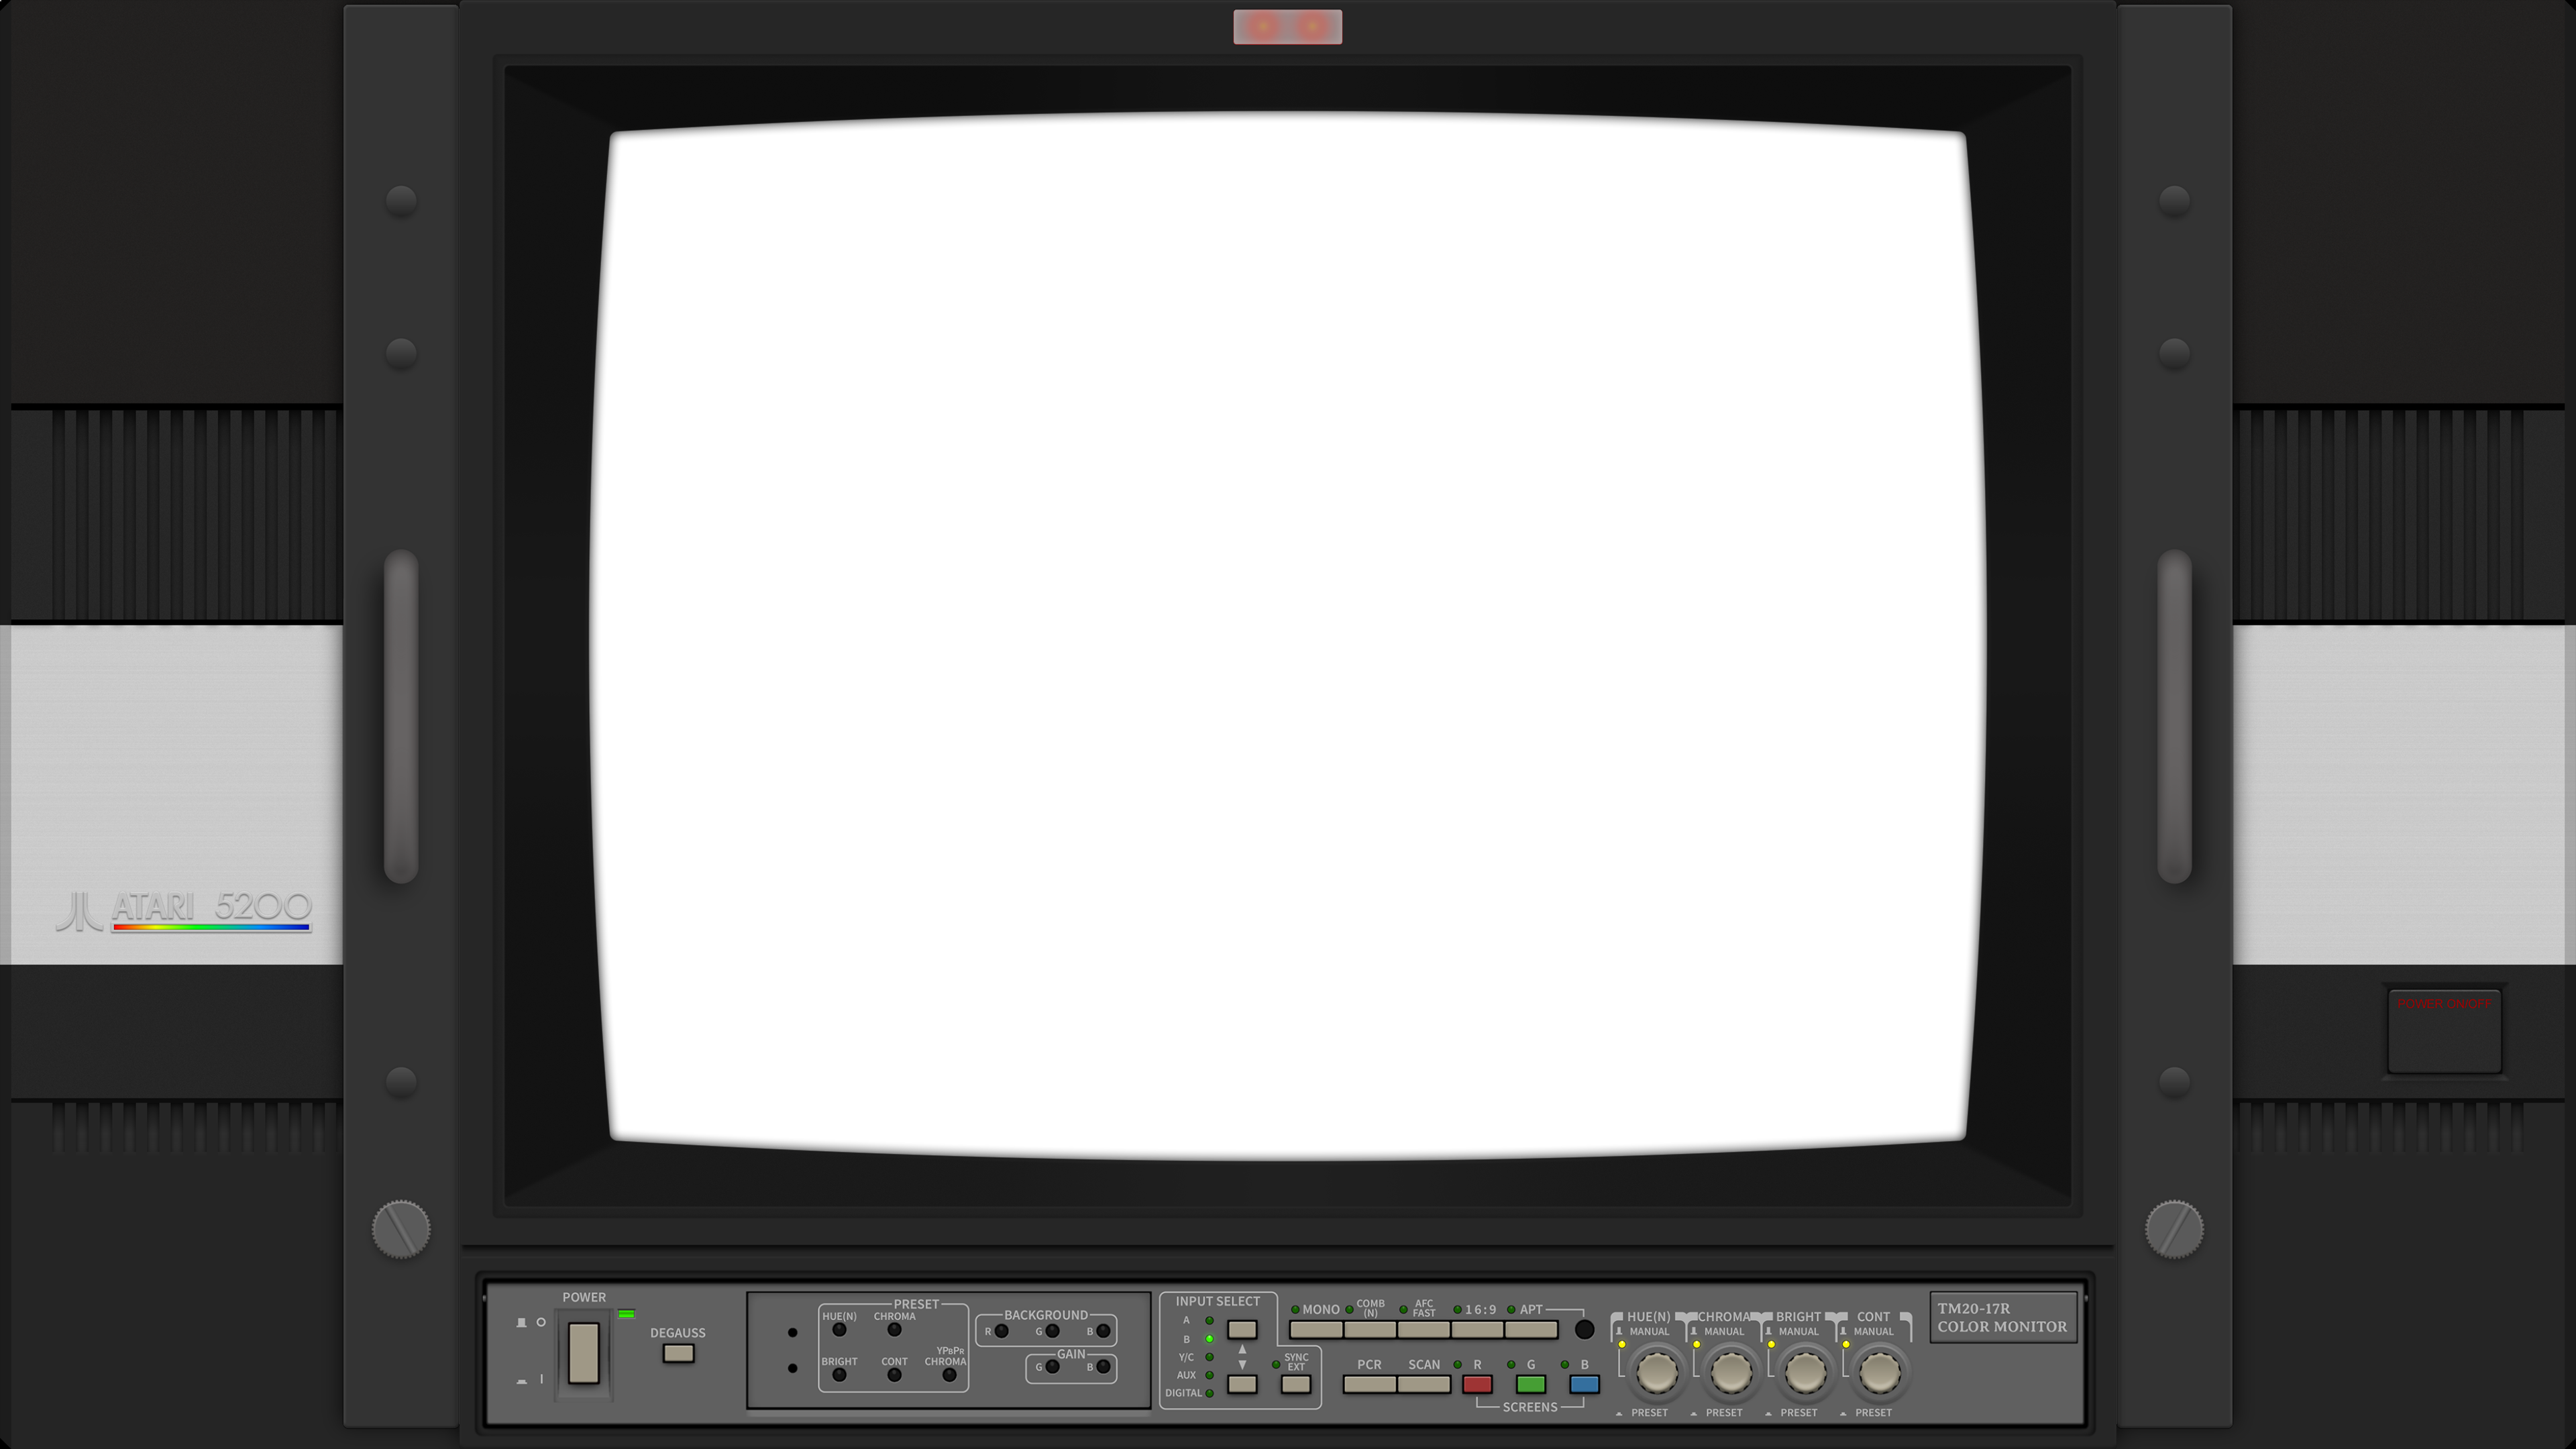 ATARI 5200
POWER ON/OFF
POWER
DEGAUSS
PRESET
HUE(N) CHROMA
BRIGHT CONT YPBPR CHROMA
BACKGROUND
R G B
GAIN
G B
INPUT SELECT
A
B
Y/C
AUX
DIGITAL
SYNC EXT
MONO COMB (N) AFC FAST 16:9 APT
PCR SCAN R G B
SCREENS
HUE(N) CHROMA BRIGHT CONT
MANUAL MANUAL MANUAL MANUAL
PRESET PRESET PRESET PRESET
TM20-17R
COLOR MONITOR